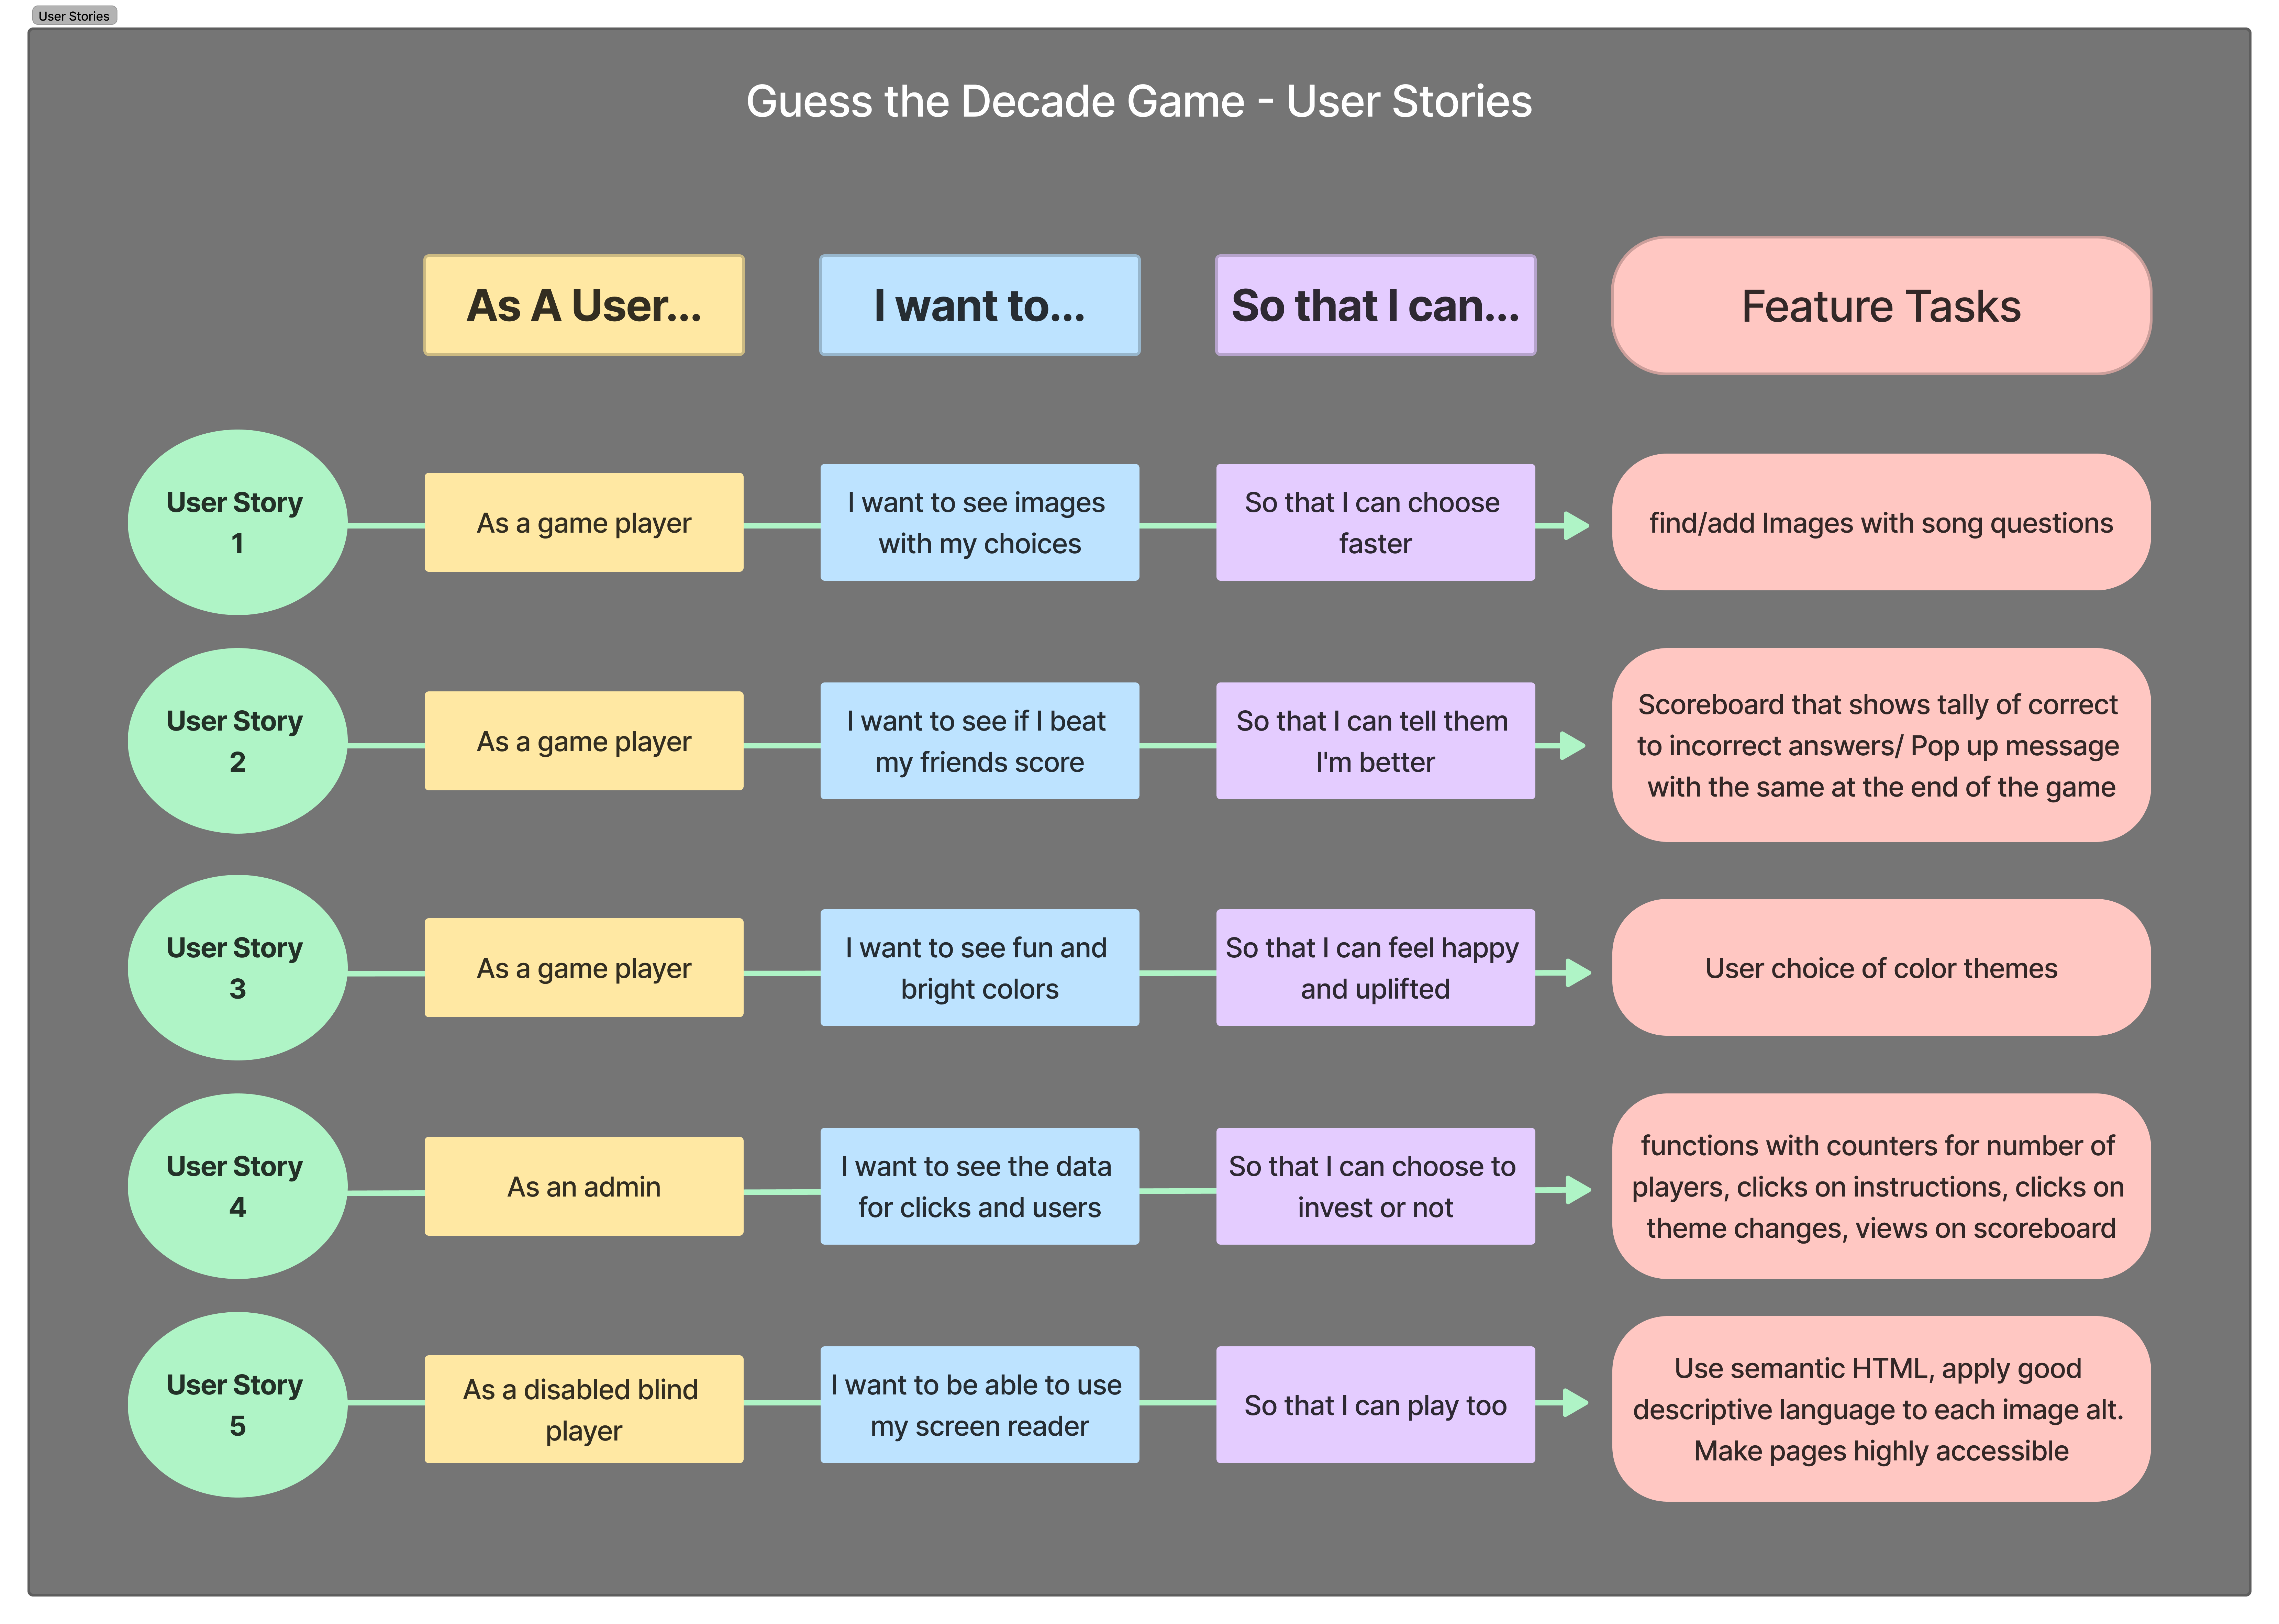 User Stories
Guess the Decade Game - User Stories
As A User...
I want to...
So that I can...
Feature Tasks
User Story
1
As a game player
I want to see images
with my choices
So that I can choose
faster
find/add Images with song questions
User Story
2
As a game player
I want to see if I beat
my friends score
So that I can tell them
I'm better
Scoreboard that shows tally of correct
to incorrect answers/ Pop up message
with the same at the end of the game
User Story
3
As a game player
I want to see fun and
bright colors
So that I can feel happy
and uplifted
User choice of color themes
User Story
4
As an admin
I want to see the data
for clicks and users
So that I can choose to
invest or not
functions with counters for number of
players, clicks on instructions, clicks on
theme changes, views on scoreboard
User Story
5
As a disabled blind
player
I want to be able to use
my screen reader
So that I can play too
Use semantic HTML, apply good
descriptive language to each image alt.
Make pages highly accessible